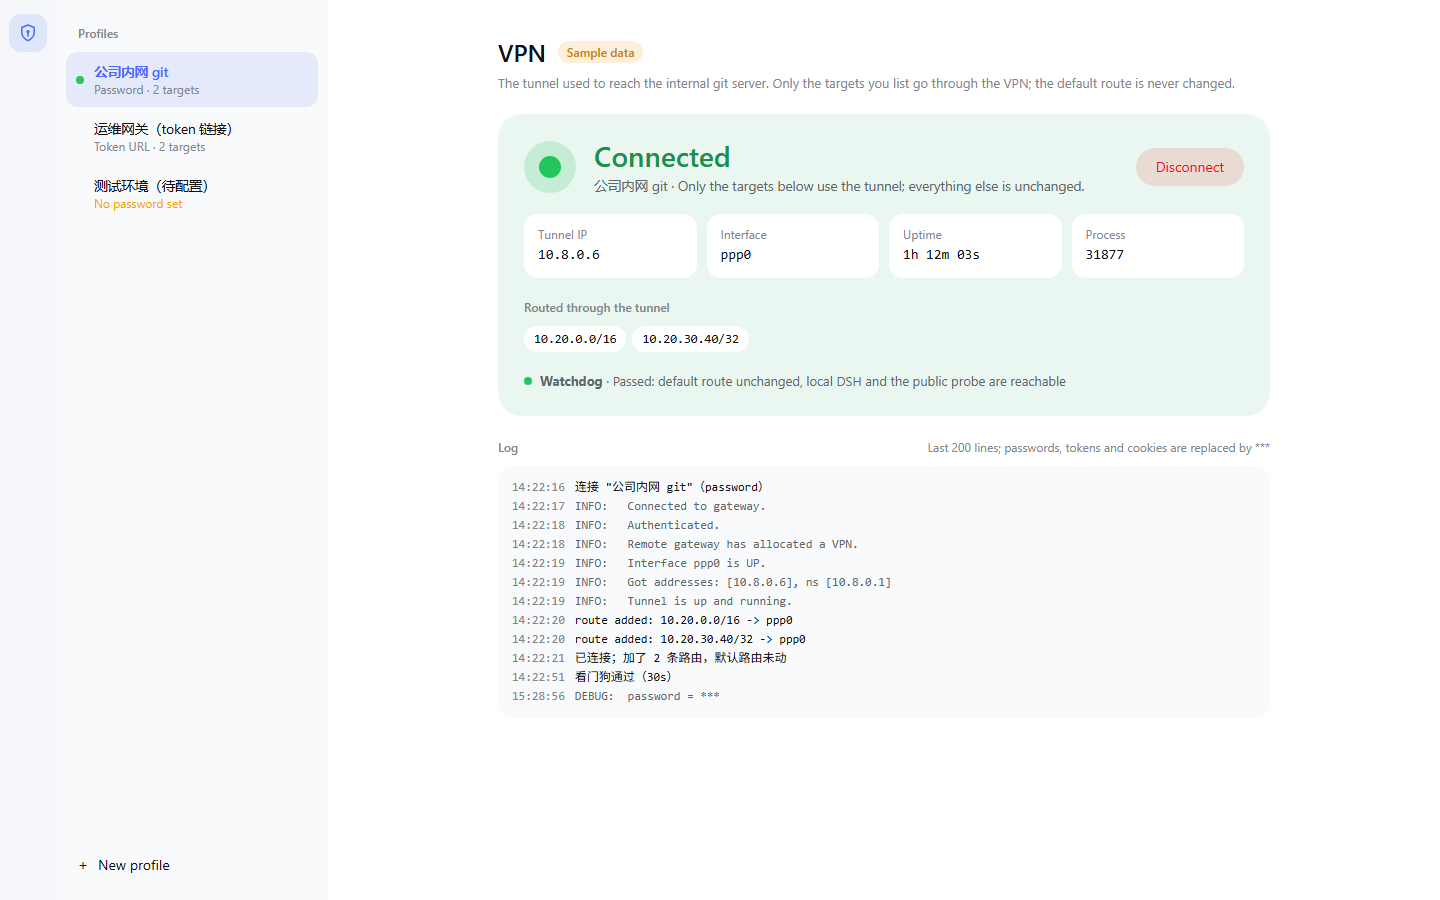 Profiles
公司内网 git
Password · 2 targets
运维网关（token 链接）
Token URL · 2 targets
测试环境（待配置）
No password set
+ New profile
VPN
Sample data
The tunnel used to reach the internal git server. Only the targets you list go through the VPN; the default route is never changed.
Connected
公司内网 git · Only the targets below use the tunnel; everything else is unchanged.
Disconnect
Tunnel IP
10.8.0.6
Interface
ppp0
Uptime
1h 12m 03s
Process
31877
Routed through the tunnel
10.20.0.0/16
10.20.30.40/32
Watchdog · Passed: default route unchanged, local DSH and the public probe are reachable
Log
Last 200 lines; passwords, tokens and cookies are replaced by ***
14:22:16 连接 "公司内网 git"（password）
14:22:17 INFO:   Connected to gateway.
14:22:18 INFO:   Authenticated.
14:22:18 INFO:   Remote gateway has allocated a VPN.
14:22:19 INFO:   Interface ppp0 is UP.
14:22:19 INFO:   Got addresses: [10.8.0.6], ns [10.8.0.1]
14:22:19 INFO:   Tunnel is up and running.
14:22:20 route added: 10.20.0.0/16 -> ppp0
14:22:20 route added: 10.20.30.40/32 -> ppp0
14:22:21 已连接；加了 2 条路由，默认路由未动
14:22:51 看门狗通过（30s）
15:28:56 DEBUG:  password = ***